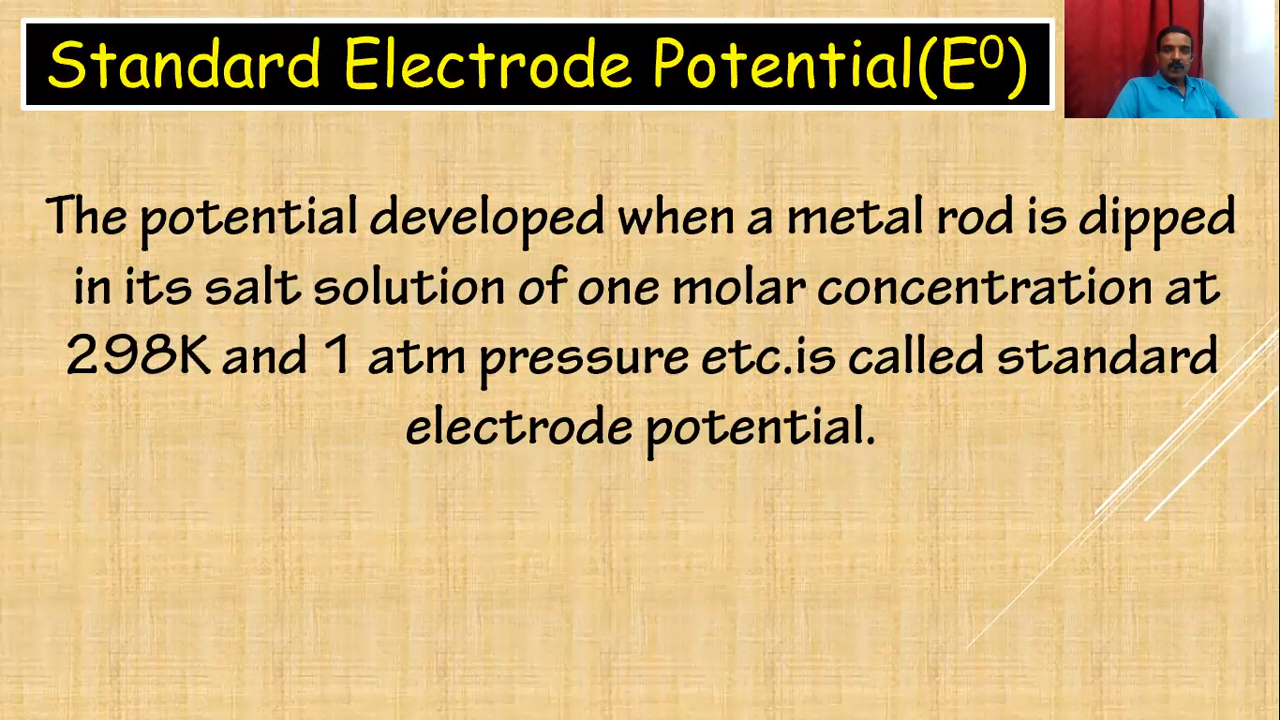 Standard Electrode Potential(E⁰)
The potential developed when a metal rod is dipped
in its salt solution of one molar concentration at
298K and 1 atm pressure etc.is called standard
electrode potential.